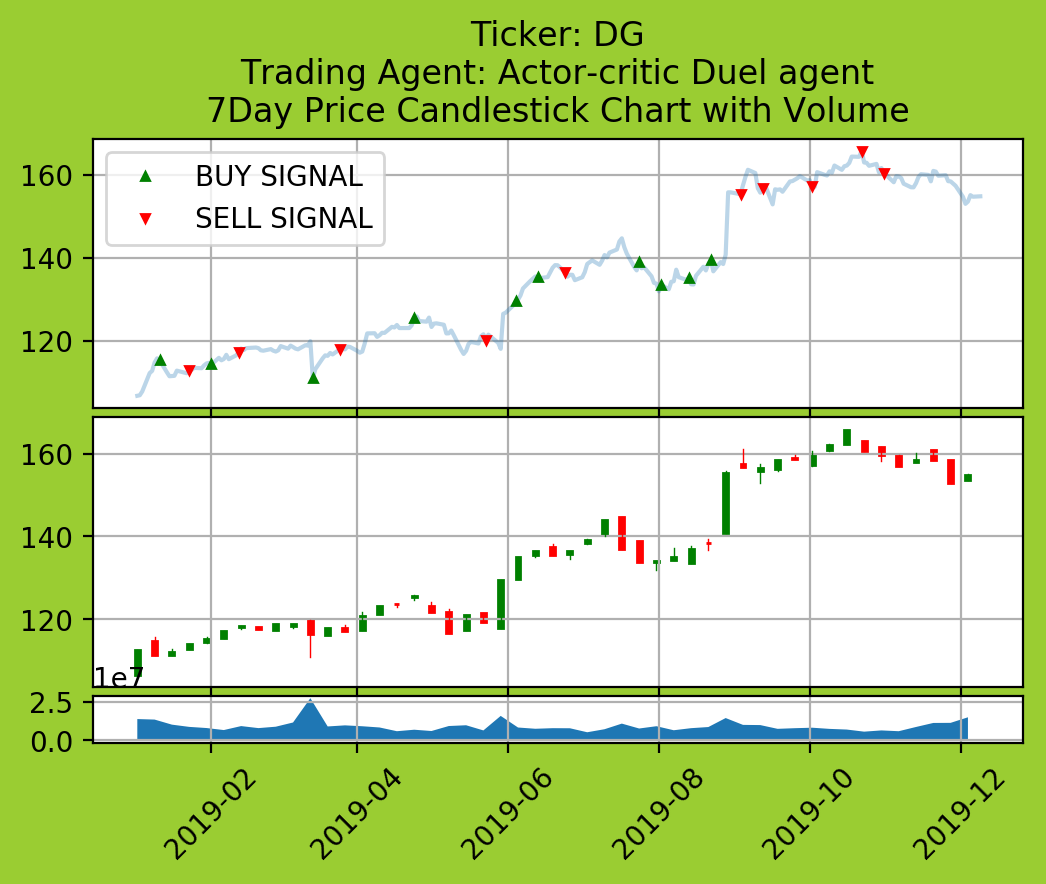 Ticker: DG
Trading Agent: Actor-critic Duel agent
7Day Price Candlestick Chart with Volume
BUY SIGNAL
SELL SIGNAL
160
140
120
160
140
120
1e7
2.5
0.0
2019-02
2019-04
2019-06
2019-08
2019-10
2019-12